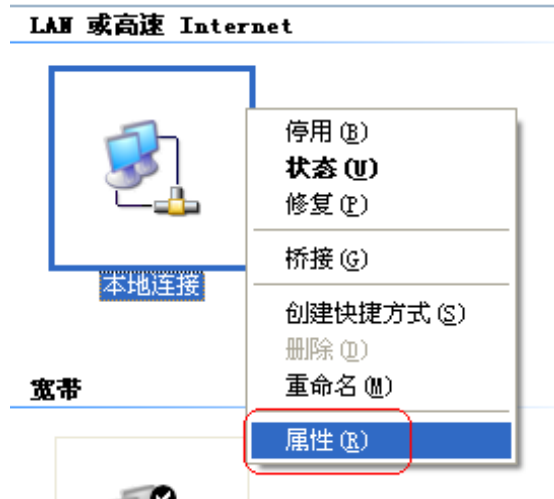 LAN 或高速 Internet
停用(B)
状态(U)
修复(P)
桥接(G)
本地连接
创建快捷方式(S)
删除(D)
重命名(M)
宽带
属性(R)